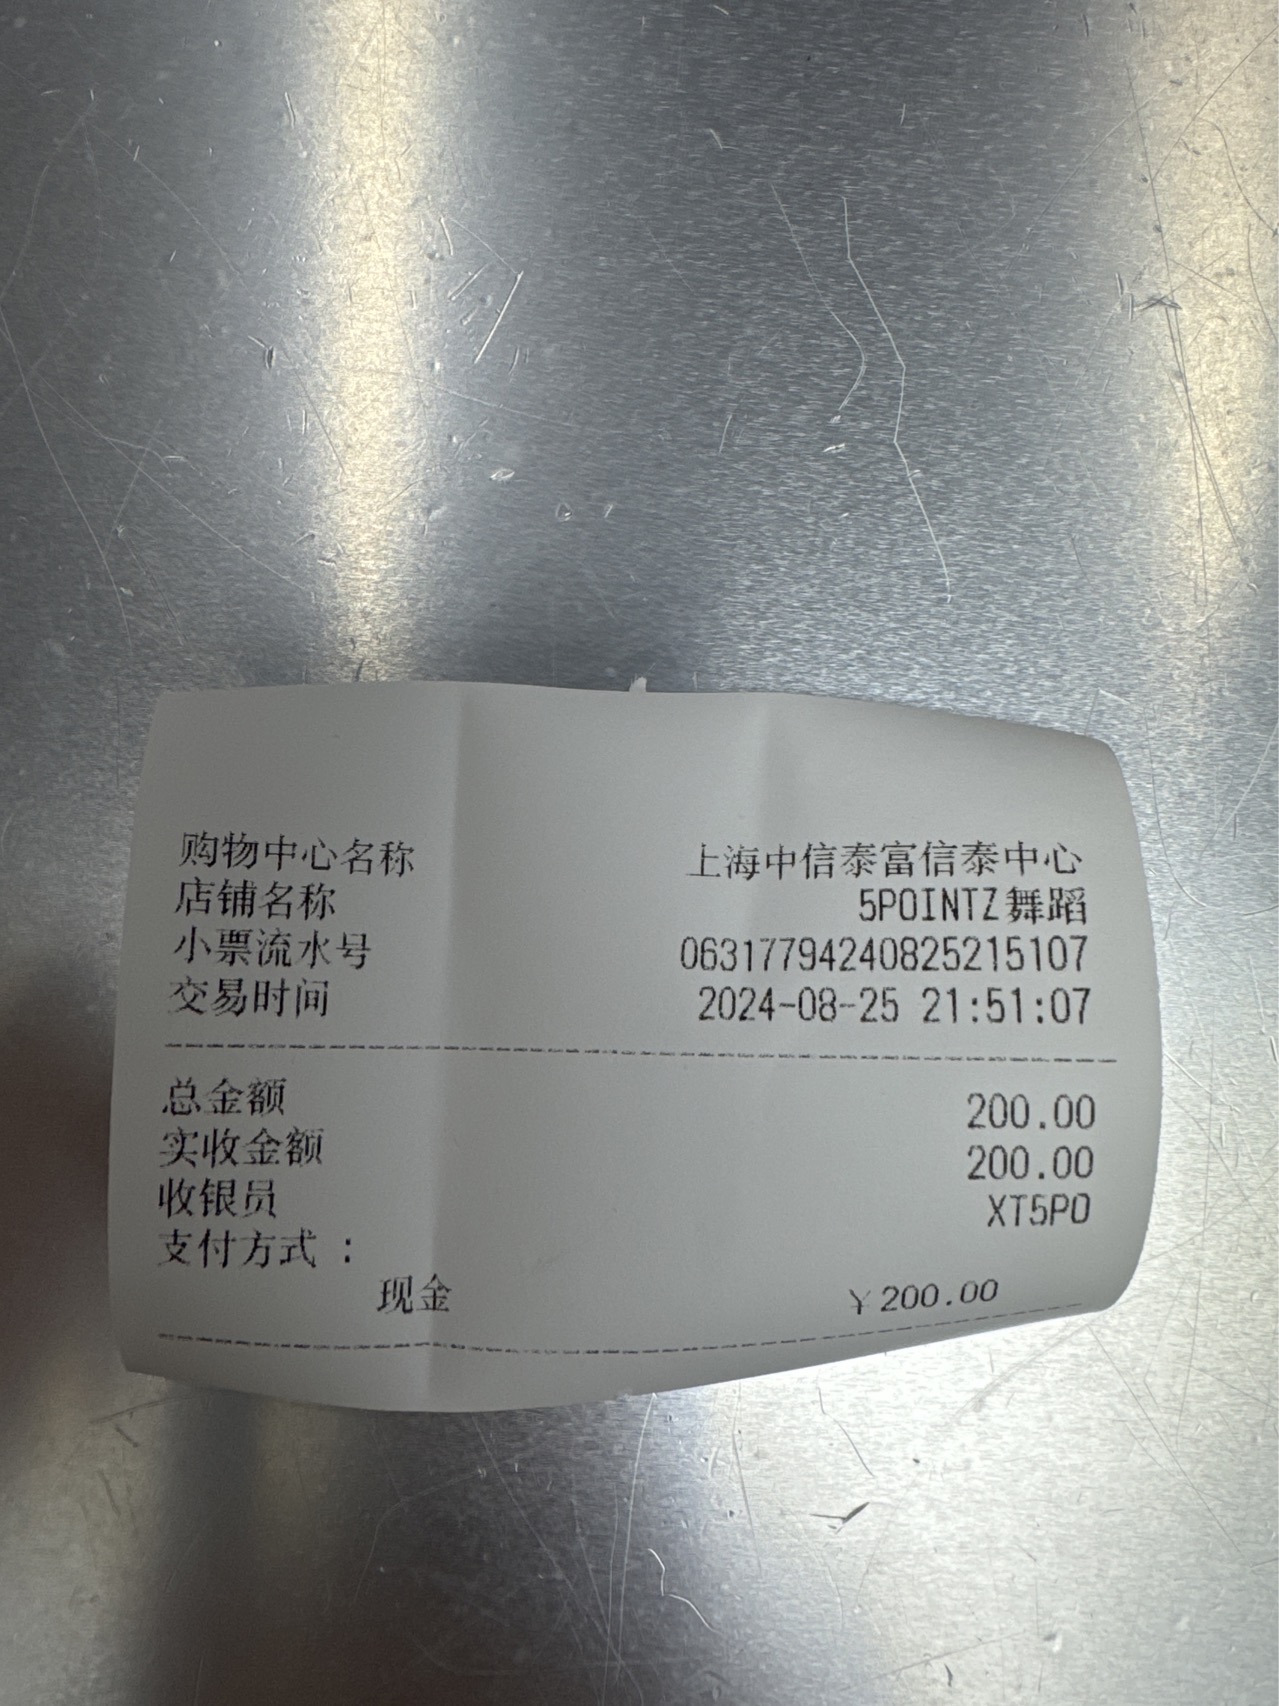 购物中心名称 上海中信泰富信泰中心
店铺名称 5POINTZ舞蹈
小票流水号 06317794240825215107
交易时间 2024-08-25 21:51:07
总金额 200.00
实收金额 200.00
收银员 XT5PO
支付方式：
现金 ￥200.00